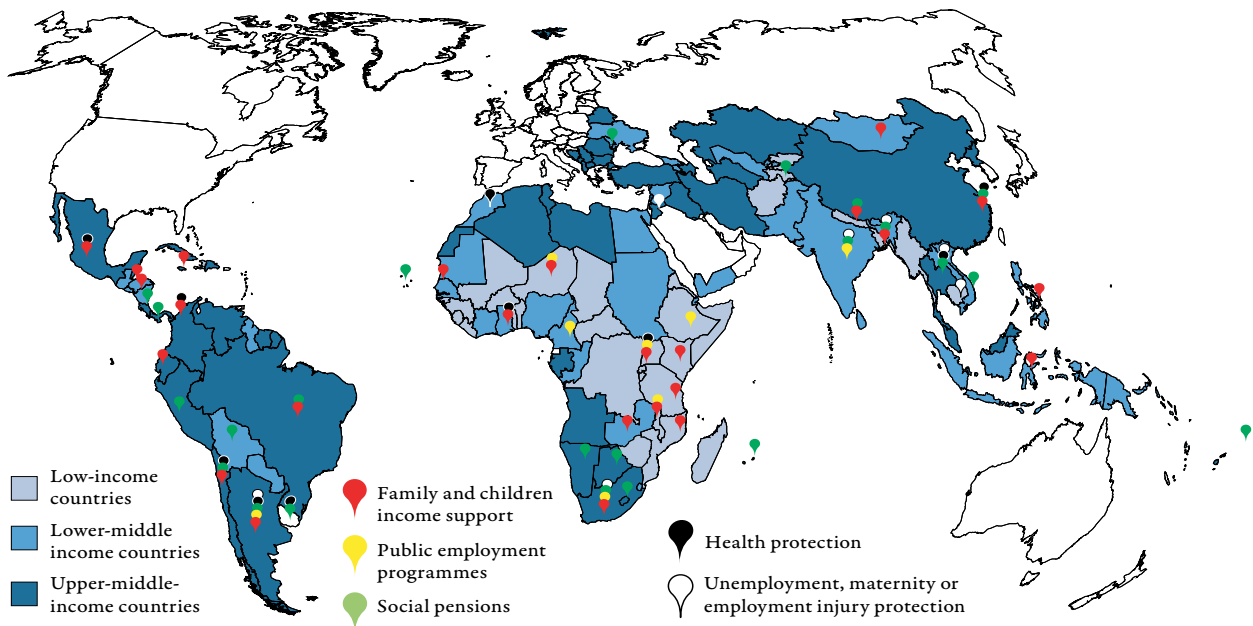 Low-income
countries
Lower-middle
income countries
Upper-middle-
income countries
Family and children
income support
Public employment
programmes
Social pensions
Health protection
Unemployment, maternity or
employment injury protection